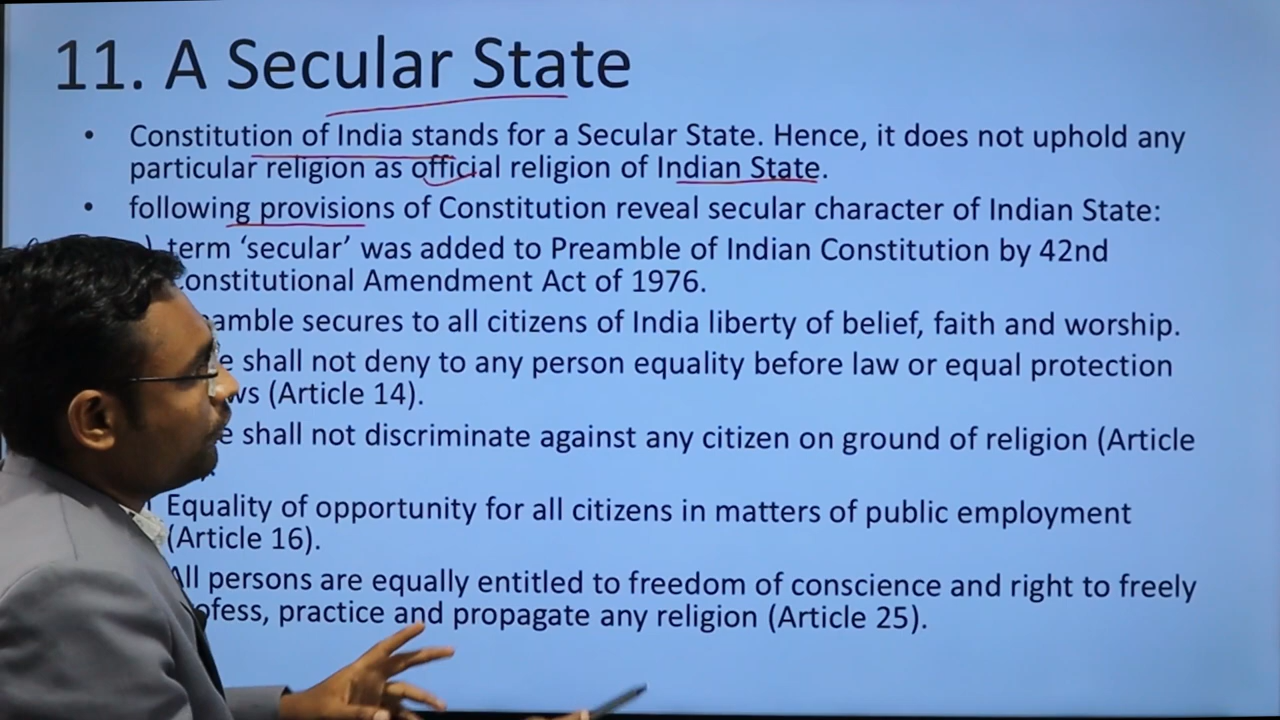 11. A Secular State
• Constitution of India stands for a Secular State. Hence, it does not uphold any
particular religion as official religion of Indian State.
• following provisions of Constitution reveal secular character of Indian State:
) term ‘secular’ was added to Preamble of Indian Constitution by 42nd
onstitutional Amendment Act of 1976.
amble secures to all citizens of India liberty of belief, faith and worship.
e shall not deny to any person equality before law or equal protection
ws (Article 14).
e shall not discriminate against any citizen on ground of religion (Article
Equality of opportunity for all citizens in matters of public employment
(Article 16).
All persons are equally entitled to freedom of conscience and right to freely
ofess, practice and propagate any religion (Article 25).